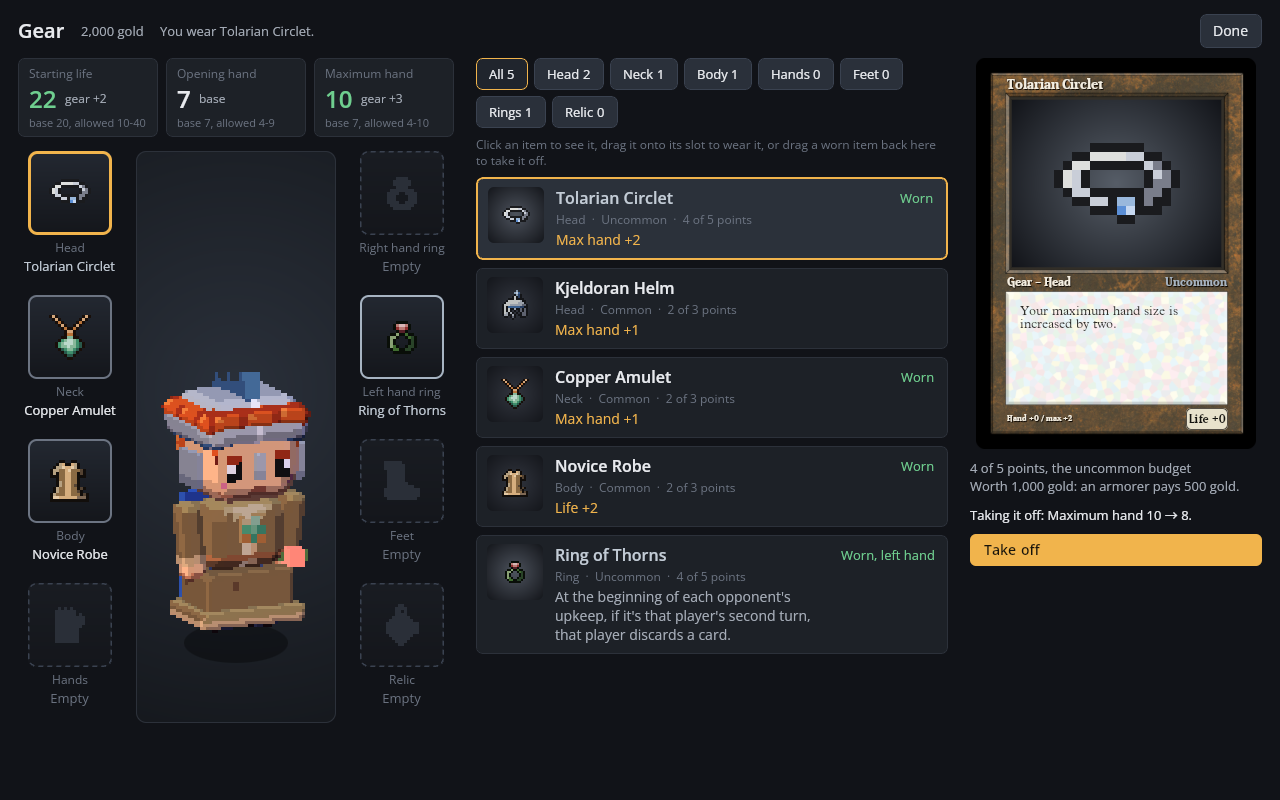 Gear
2,000 gold
You wear Tolarian Circlet.
Done
Starting life
22 gear +2
base 20, allowed 10-40
Opening hand
7 base
base 7, allowed 4-9
Maximum hand
10 gear +3
base 7, allowed 4-10
Head
Tolarian Circlet
Neck
Copper Amulet
Body
Novice Robe
Hands
Empty
Right hand ring
Empty
Left hand ring
Ring of Thorns
Feet
Empty
Relic
Empty
All 5
Head 2
Neck 1
Body 1
Hands 0
Feet 0
Rings 1
Relic 0
Click an item to see it, drag it onto its slot to wear it, or drag a worn item back here
to take it off.
Tolarian Circlet
Worn
Head · Uncommon · 4 of 5 points
Max hand +2
Kjeldoran Helm
Head · Common · 2 of 3 points
Max hand +1
Copper Amulet
Worn
Neck · Common · 2 of 3 points
Max hand +1
Novice Robe
Worn
Body · Common · 2 of 3 points
Life +2
Ring of Thorns
Worn, left hand
Ring · Uncommon · 4 of 5 points
At the beginning of each opponent's
upkeep, if it's that player's second turn,
that player discards a card.
Tolarian Circlet
Gear – Head
Uncommon
Your maximum hand size is
increased by two.
Hand +0 / max +2
Life +0
4 of 5 points, the uncommon budget
Worth 1,000 gold: an armorer pays 500 gold.
Taking it off: Maximum hand 10 → 8.
Take off